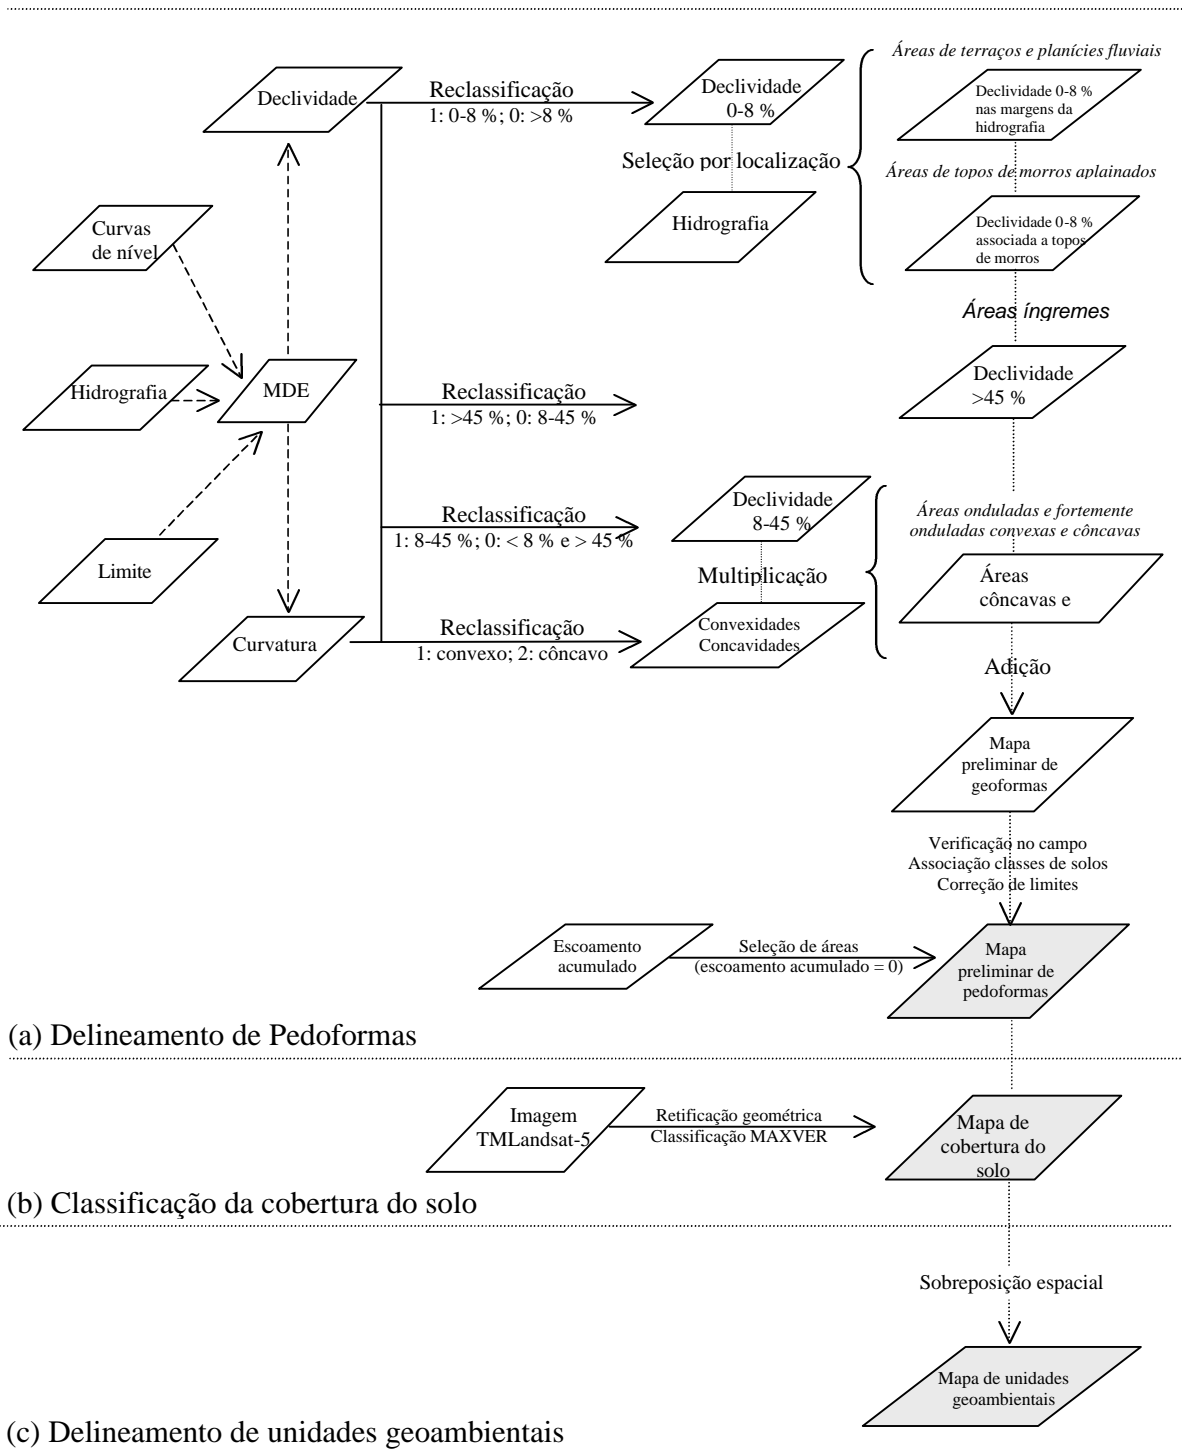 Áreas de terraços e planícies fluviais
Declividade
Reclassificação
1: 0-8 %; 0: >8 %
Declividade
0-8 %
Declividade 0-8 %
nas margens da
hidrografia
Seleção por localização
Áreas de topos de morros aplainados
Hidrografia
Declividade 0-8 %
associada a topos
de morros
Curvas
de nível
Áreas íngremes
Hidrografia
MDE
Reclassificação
1: >45 %; 0: 8-45 %
Declividade
>45 %
Reclassificação
1: 8-45 %; 0: < 8 % e > 45 %
Declividade
8-45 %
Áreas onduladas e fortemente
onduladas convexas e côncavas
Limite
Multiplicação
Áreas
côncavas e
Curvatura
Reclassificação
1: convexo; 2: côncavo
Convexidades
Concavidades
Adição
Mapa
preliminar de
geoformas
Verificação no campo
Associação classes de solos
Correção de limites
Escoamento
acumulado
Seleção de áreas
(escoamento acumulado = 0)
Mapa
preliminar de
pedoformas
(a) Delineamento de Pedoformas
Imagem
TMLandsat-5
Retificação geométrica
Classificação MAXVER
Mapa de
cobertura do
solo
(b) Classificação da cobertura do solo
Sobreposição espacial
Mapa de unidades
geoambientais
(c) Delineamento de unidades geoambientais